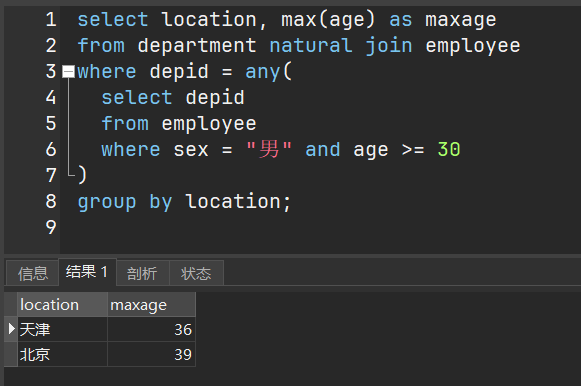 1 select location, max(age) as maxage
2 from department natural join employee
3 where depid = any(
4 select depid
5 from employee
6 where sex = "男" and age >= 30
7 )
8 group by location;
9
信息 结果 1 剖析 状态
location maxage
天津 36
北京 39